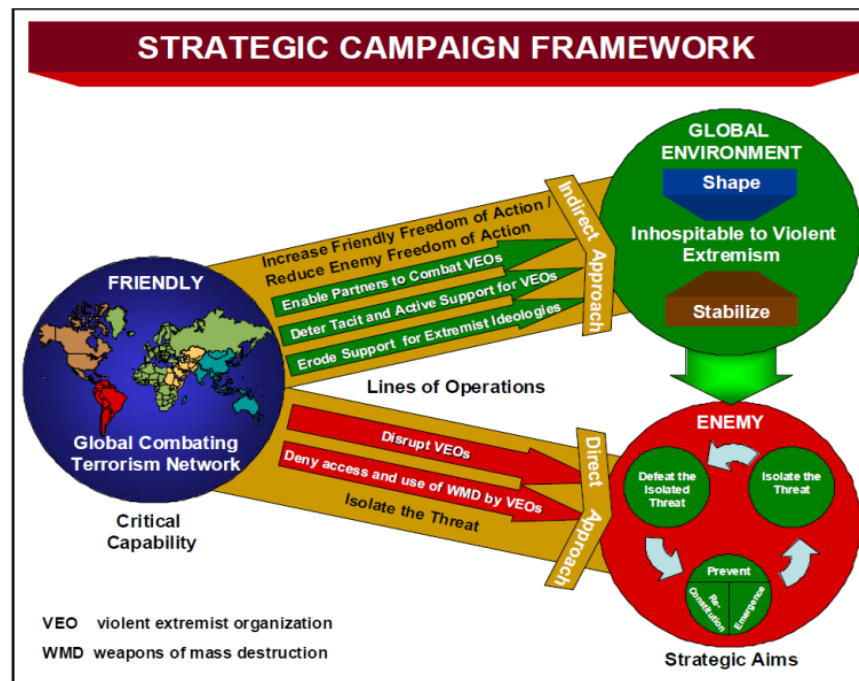 STRATEGIC CAMPAIGN FRAMEWORK
FRIENDLY
Global Combating
Terrorism Network
Critical
Capability
Increase Friendly Freedom of Action /
Reduce Enemy Freedom of Action
Enable Partners to Combat VEOs
Deter Tacit and Active Support for VEOs
Erode Support for Extremist Ideologies
Indirect
Approach
Lines of Operations
Disrupt VEOs
Deny access and use of WMD by VEOs
Isolate the Threat
Direct
Approach
GLOBAL
ENVIRONMENT
Shape
Inhospitable to Violent
Extremism
Stabilize
ENEMY
Defeat the
Isolated
Threat
Isolate the
Threat
Prevent
Re-
Constitution
Emergence
Strategic Aims
VEO violent extremist organization
WMD weapons of mass destruction